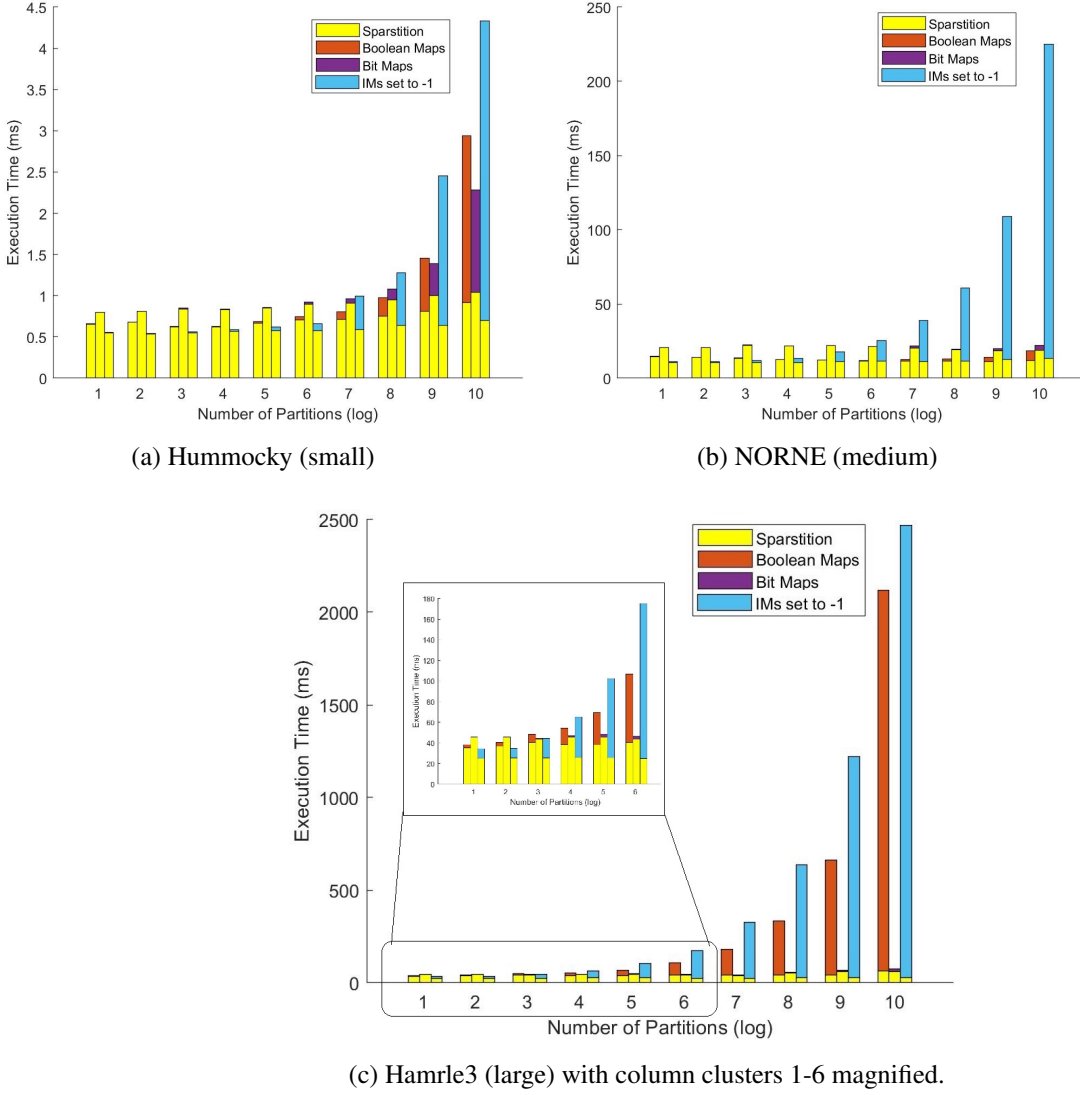 4.5
4
3.5
3
2.5
2
1.5
1
0.5
0
Execution Time (ms)
Sparstition
Boolean Maps
Bit Maps
IMs set to -1
1 2 3 4 5 6 7 8 9 10
Number of Partitions (log)
(a) Hummocky (small)
250
200
150
100
50
0
Execution Time (ms)
Sparstition
Boolean Maps
Bit Maps
IMs set to -1
1 2 3 4 5 6 7 8 9 10
Number of Partitions (log)
(b) NORNE (medium)
2500
2000
1500
1000
500
0
Execution Time (ms)
Sparstition
Boolean Maps
Bit Maps
IMs set to -1
180
160
140
120
100
80
60
40
20
0
Execution Time (ms)
1 2 3 4 5 6
Number of Partitions (log)
1 2 3 4 5 6 7 8 9 10
Number of Partitions (log)
(c) Hamrle3 (large) with column clusters 1-6 magnified.